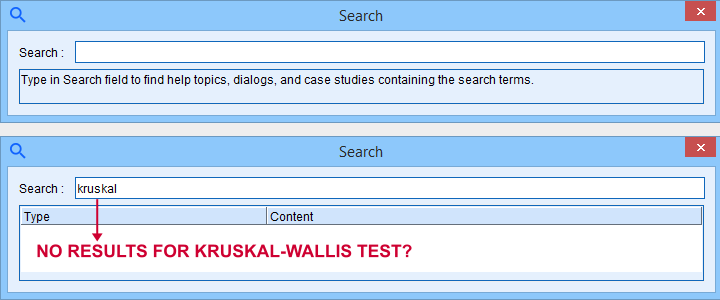 Search
Search :
Type in Search field to find help topics, dialogs, and case studies containing the search terms.
Search
Search : kruskal
Type Content
NO RESULTS FOR KRUSKAL-WALLIS TEST?